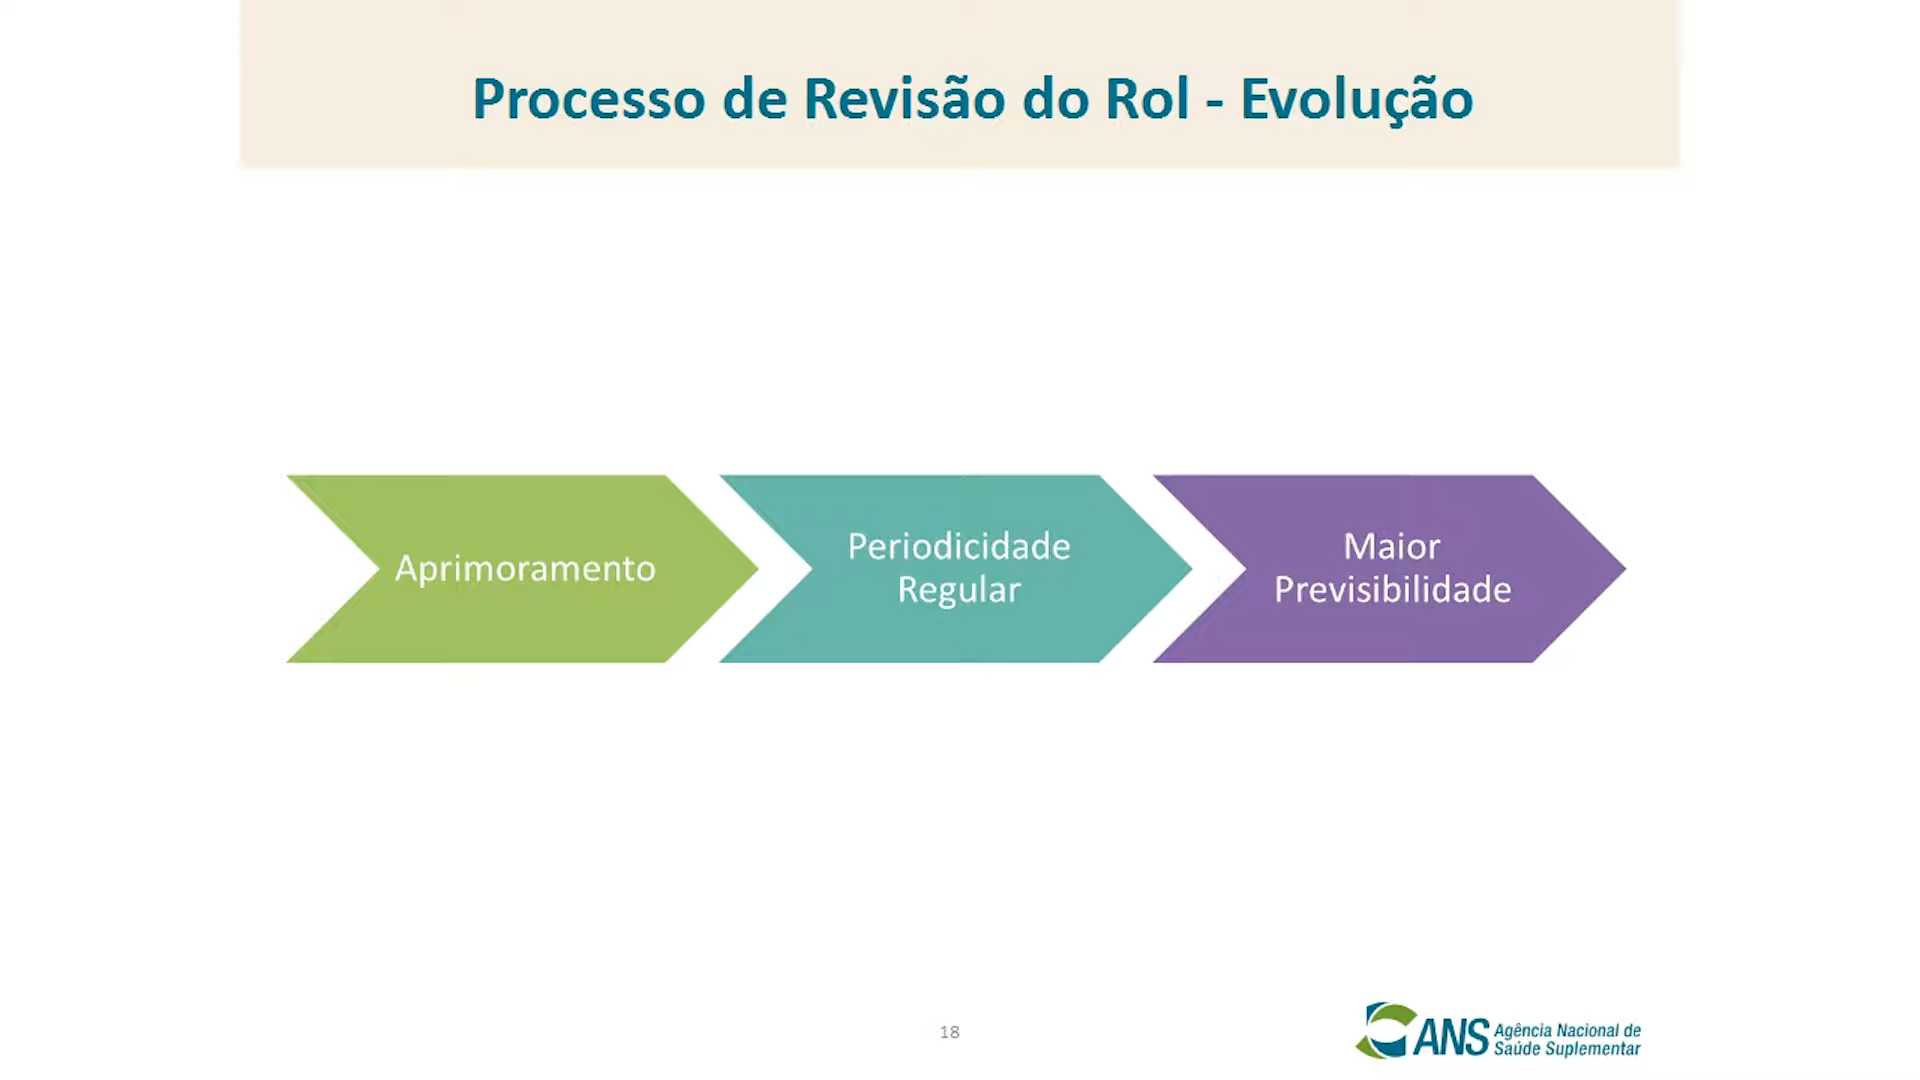 Processo de Revisão do Rol - Evolução
Aprimoramento
Periodicidade
Regular
Maior
Previsibilidade
18
ANS Agência Nacional de
Saúde Suplementar